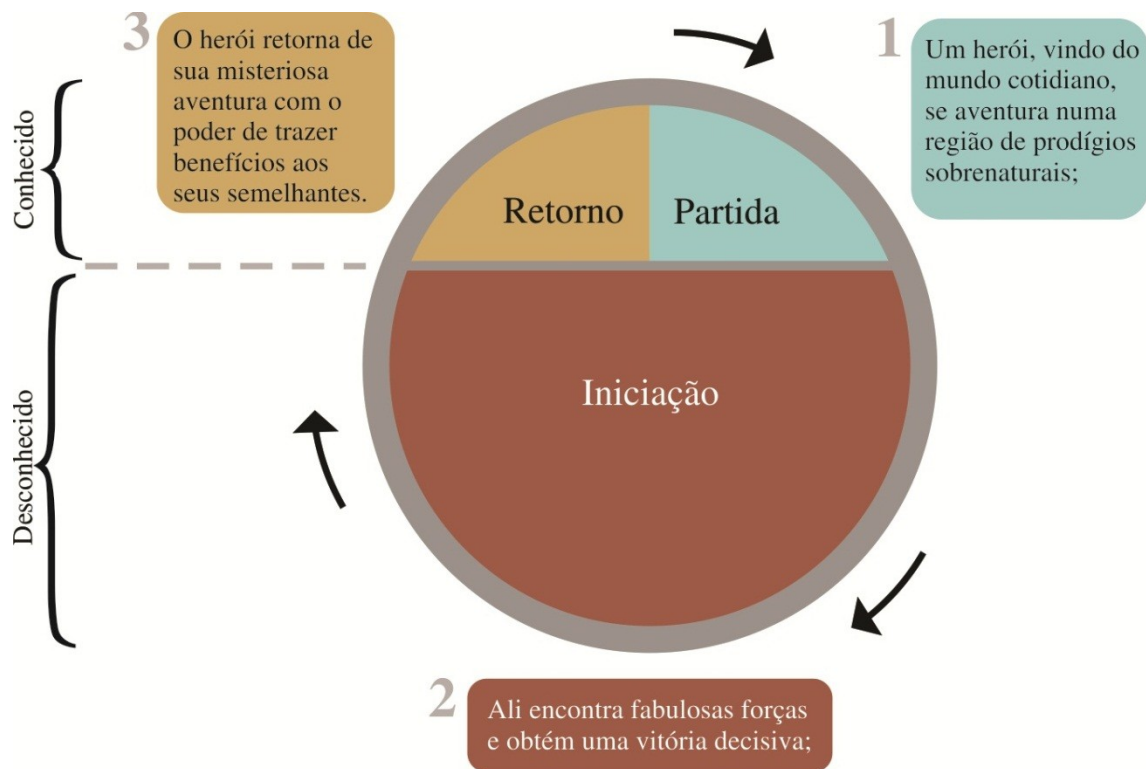 3
O herói retorna de
sua misteriosa
aventura com o
poder de trazer
benefícios aos
seus semelhantes.
1
Um herói, vindo do
mundo cotidiano,
se aventura numa
região de prodígios
sobrenaturais;
Conhecido
Retorno
Partida
Desconhecido
Iniciação
2
Ali encontra fabulosas forças
e obtém uma vitória decisiva;